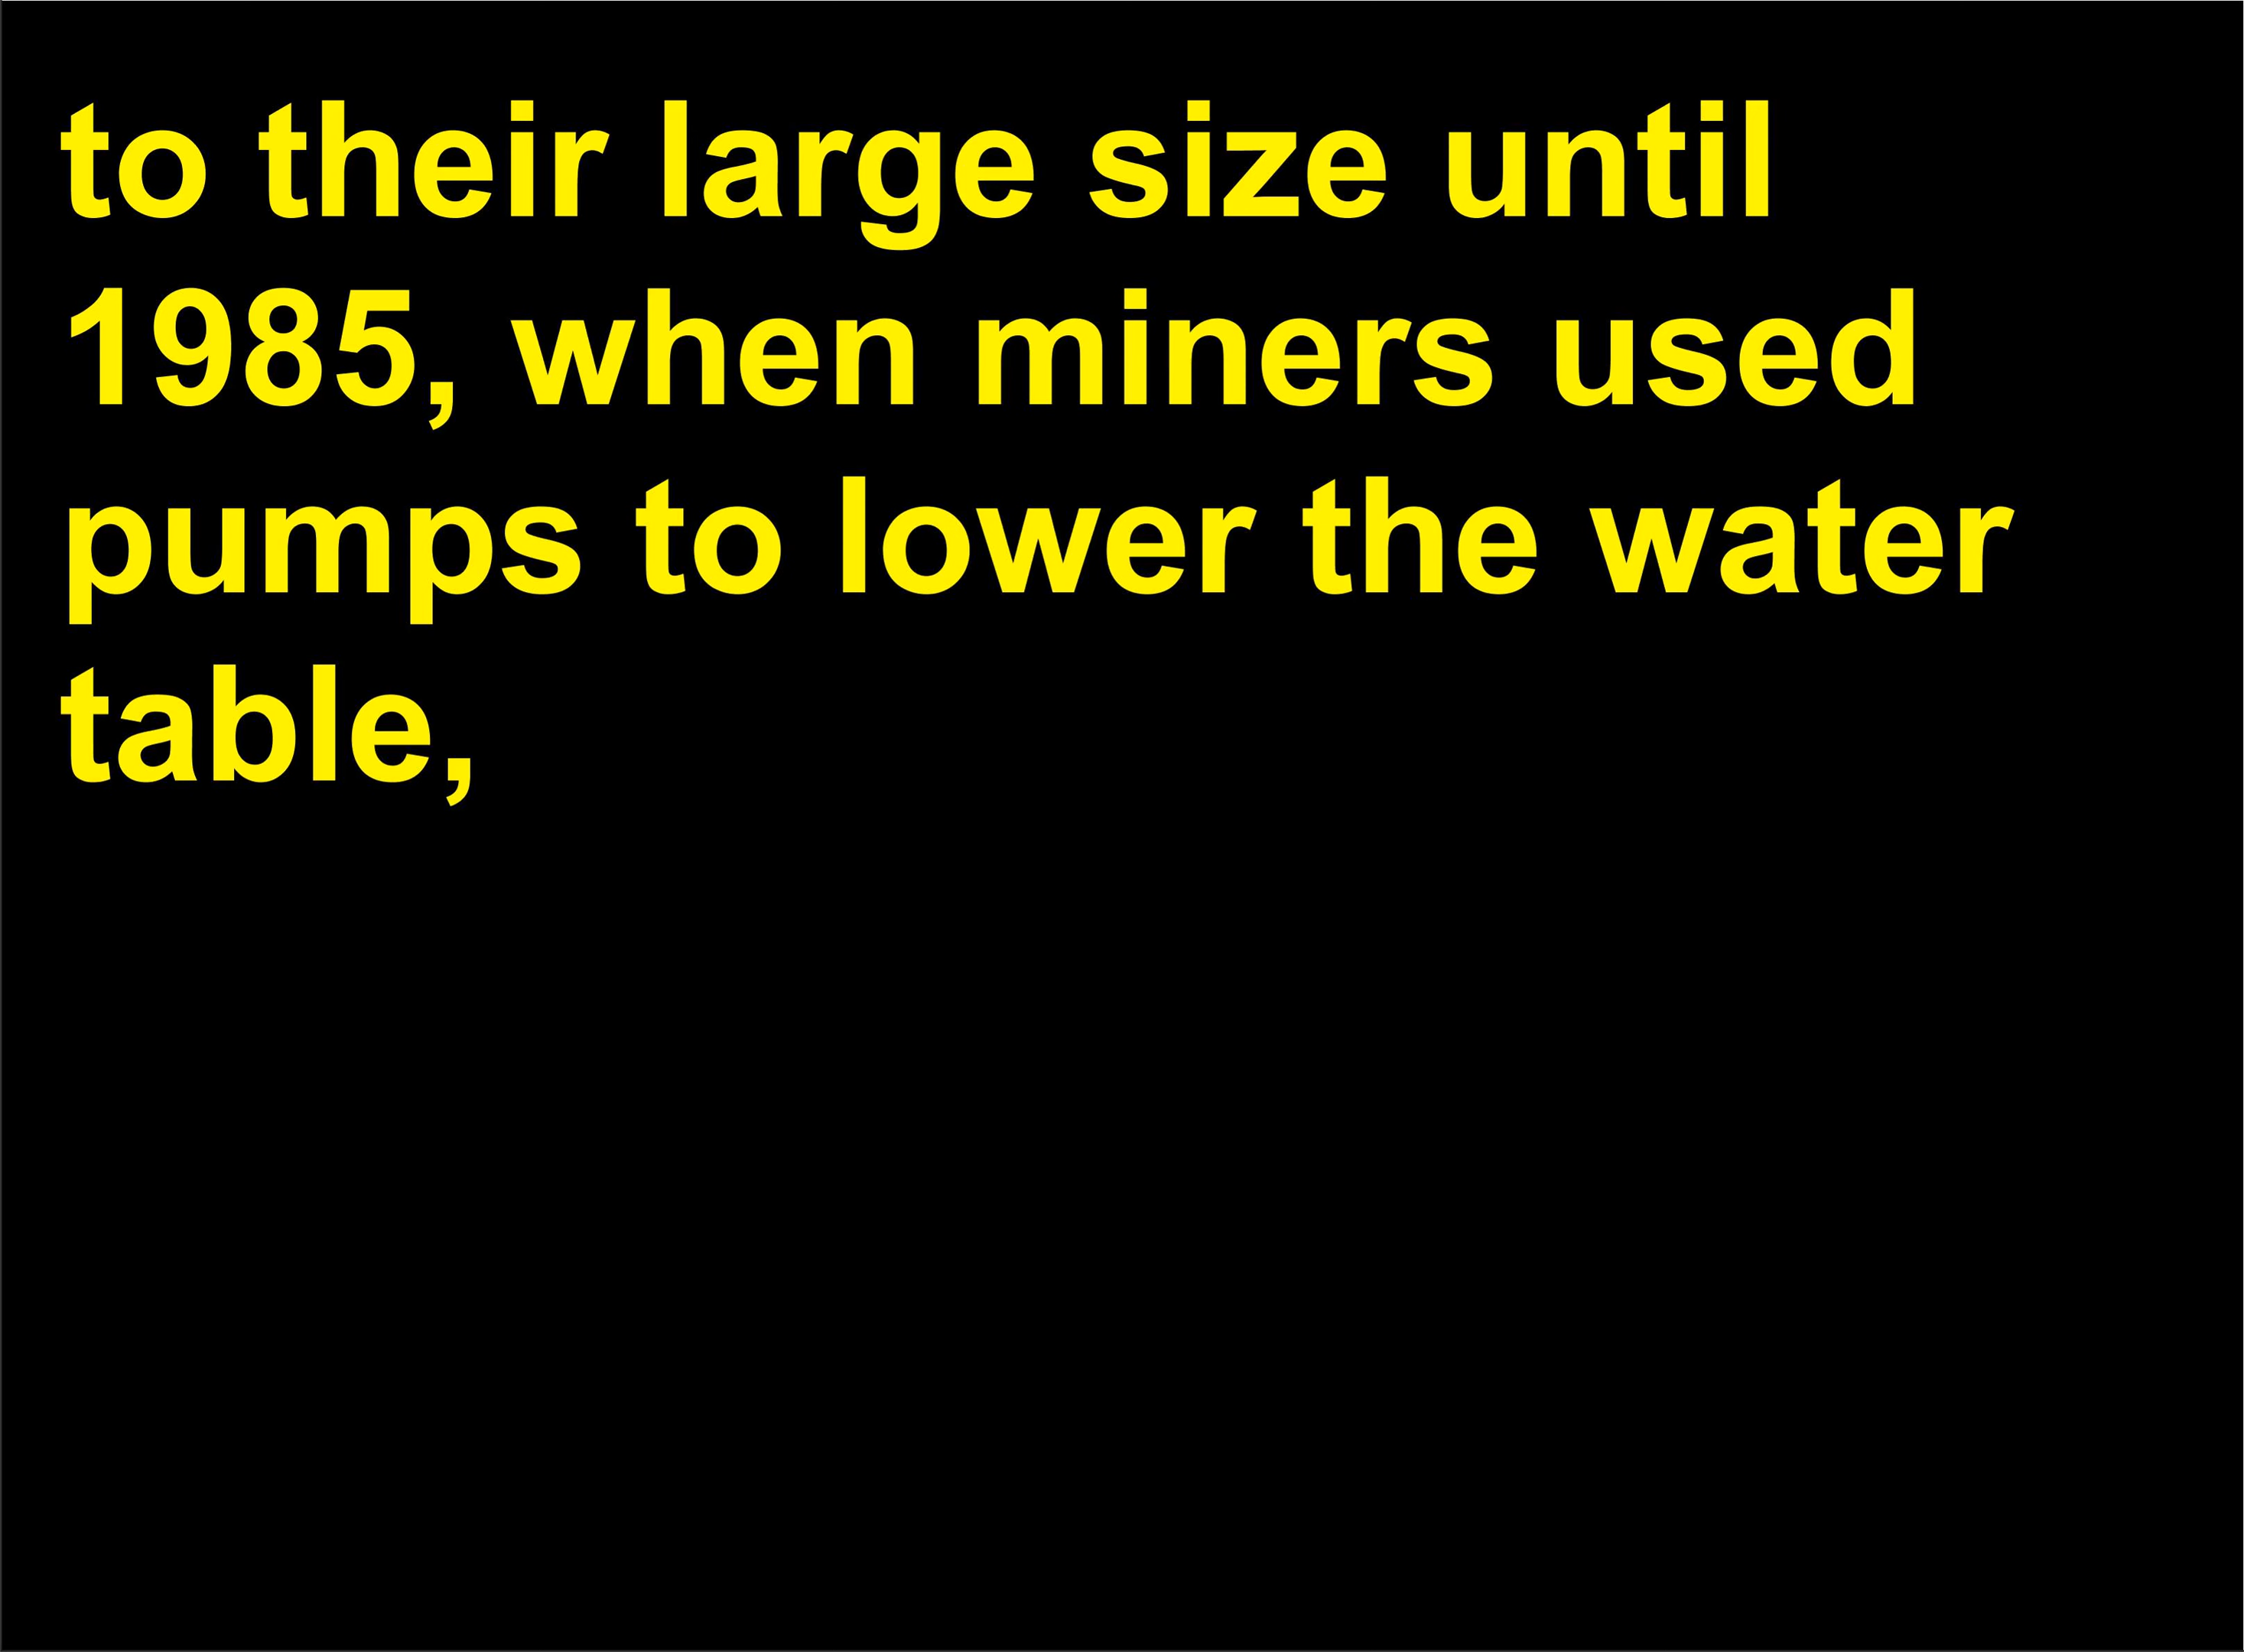 to their large size until
1985, when miners used
pumps to lower the water
table,